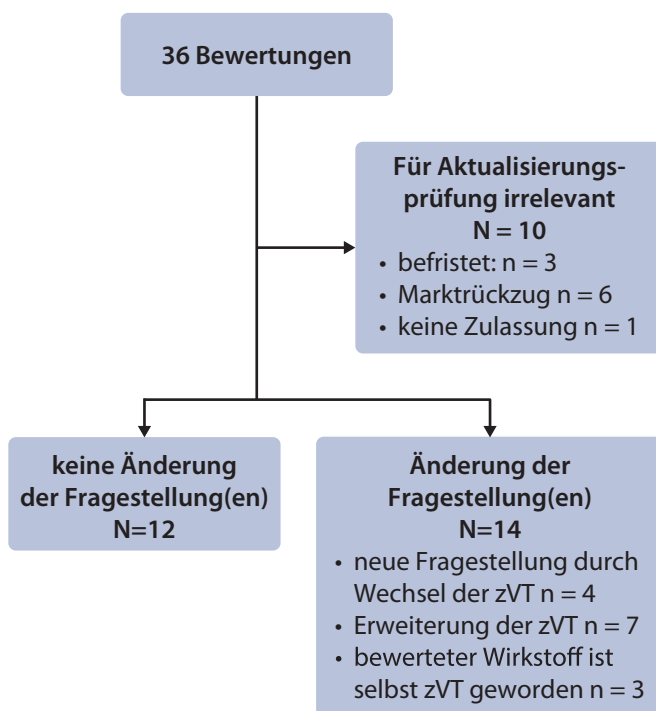 36 Bewertungen
Für Aktualisierungs-
prüfung irrelevant
N = 10
• befristet: n = 3
• Marktrückzug n = 6
• keine Zulassung n = 1
keine Änderung
der Fragestellung(en)
N=12
Änderung der
Fragestellung(en)
N=14
• neue Fragestellung durch
Wechsel der zVT n = 4
• Erweiterung der zVT n = 7
• bewerteter Wirkstoff ist
selbst zVT geworden n = 3